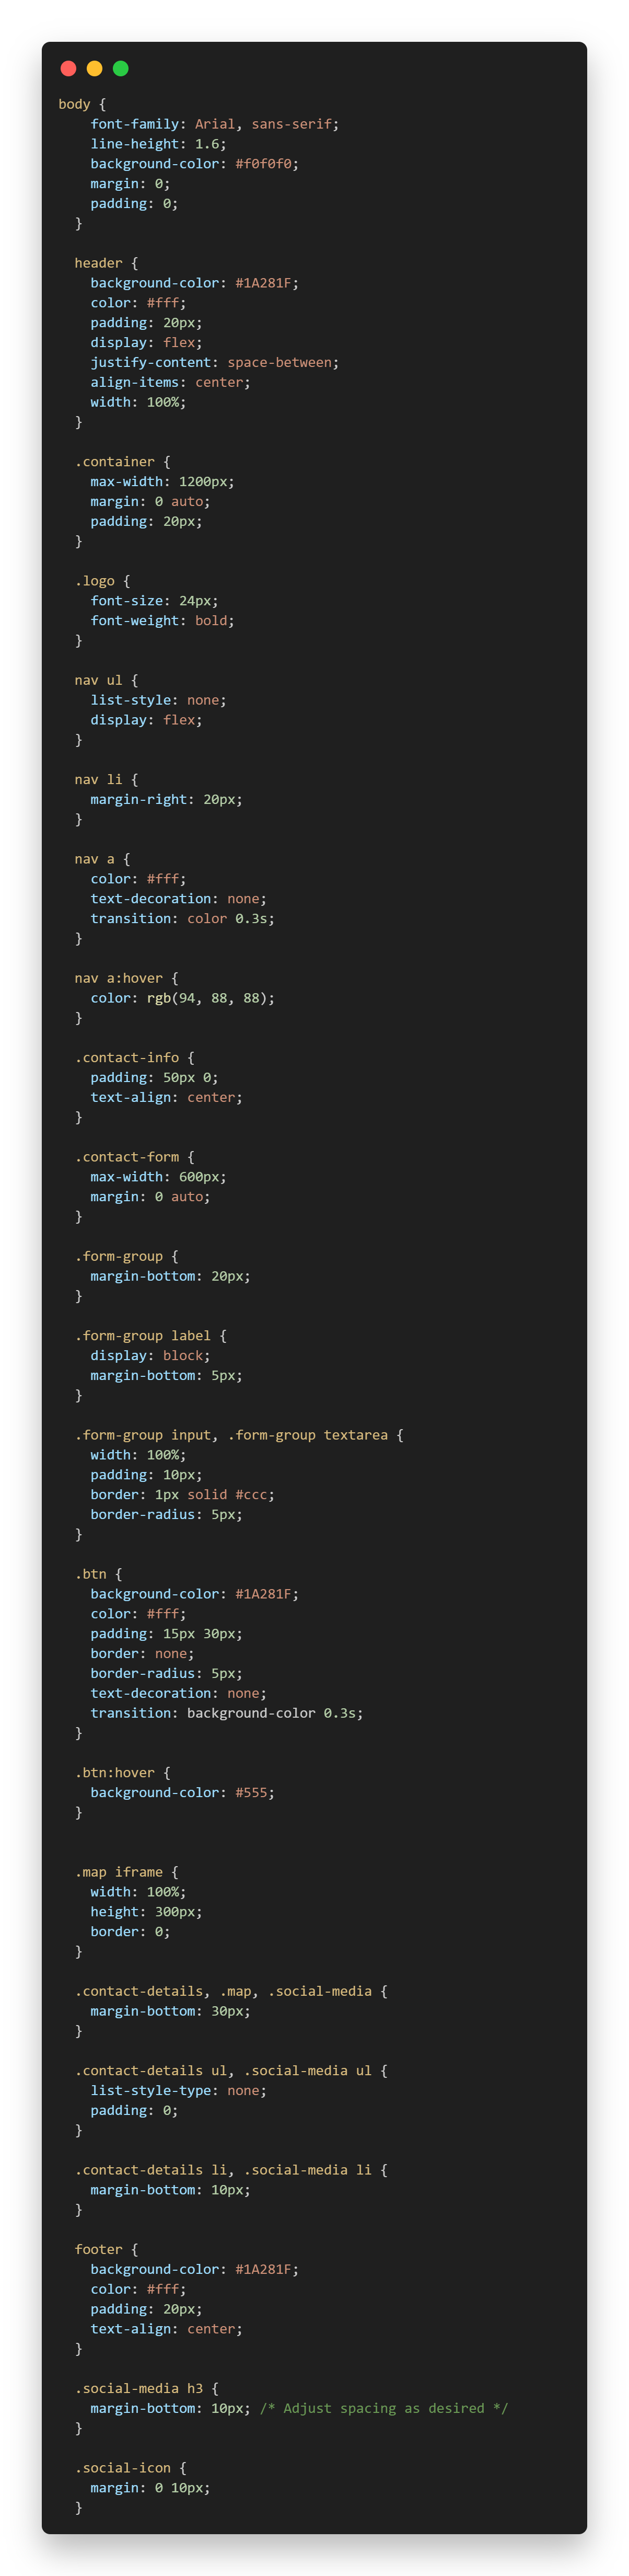 body {
    font-family: Arial, sans-serif;
    line-height: 1.6;
    background-color: #f0f0f0;
    margin: 0;
    padding: 0;
  }

  header {
    background-color: #1A281F;
    color: #fff;
    padding: 20px;
    display: flex;
    justify-content: space-between;
    align-items: center;
    width: 100%;
  }

  .container {
    max-width: 1200px;
    margin: 0 auto;
    padding: 20px;
  }

  .logo {
    font-size: 24px;
    font-weight: bold;
  }

  nav ul {
    list-style: none;
    display: flex;
  }

  nav li {
    margin-right: 20px;
  }

  nav a {
    color: #fff;
    text-decoration: none;
    transition: color 0.3s;
  }

  nav a:hover {
    color: rgb(94, 88, 88);
  }

  .contact-info {
    padding: 50px 0;
    text-align: center;
  }

  .contact-form {
    max-width: 600px;
    margin: 0 auto;
  }

  .form-group {
    margin-bottom: 20px;
  }

  .form-group label {
    display: block;
    margin-bottom: 5px;
  }

  .form-group input, .form-group textarea {
    width: 100%;
    padding: 10px;
    border: 1px solid #ccc;
    border-radius: 5px;
  }

  .btn {
    background-color: #1A281F;
    color: #fff;
    padding: 15px 30px;
    border: none;
    border-radius: 5px;
    text-decoration: none;
    transition: background-color 0.3s;
  }

  .btn:hover {
    background-color: #555;
  }


  .map iframe {
    width: 100%;
    height: 300px;
    border: 0;
  }

  .contact-details, .map, .social-media {
    margin-bottom: 30px;
  }

  .contact-details ul, .social-media ul {
    list-style-type: none;
    padding: 0;
  }

  .contact-details li, .social-media li {
    margin-bottom: 10px;
  }

  footer {
    background-color: #1A281F;
    color: #fff;
    padding: 20px;
    text-align: center;
  }

  .social-media h3 {
    margin-bottom: 10px; /* Adjust spacing as desired */
  }

  .social-icon {
    margin: 0 10px;
  }